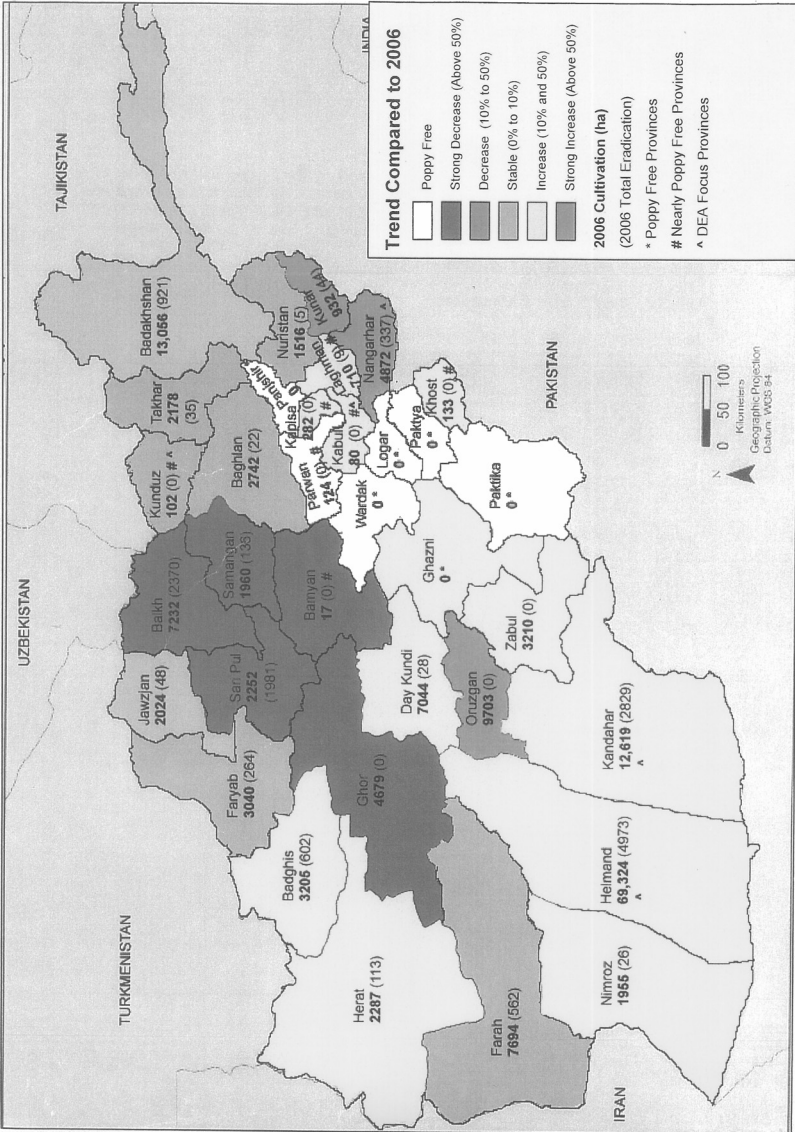 UZBEKISTAN
TAJIKISTAN
TURKMENISTAN
INDIA
PAKISTAN
IRAN
Badakhshan
13,056 (921)
Takhar
2178
(35)
Kunduz
102 (0) # ^
Baghlan
2742 (22)
Balkh
7232 (2370)
Samangan
1960 (135)
Bamyan
17 (0) #
Jawzjan
2024 (48)
Sari Pul
2252
(1981)
Faryab
3040 (264)
Badghis
3205 (602)
Herat
2287 (113)
Ghor
4679 (0)
Farah
7694 (562)
Nimroz
1955 (26)
Helmand
69,324 (4973)
^
Kandahar
12,619 (2829)
^
Day Kundi
7044 (28)
Oruzgan
9703 (0)
Zabul
3210 (0)
Ghazni
0 *
Wardak
0 *
Logar
0 *
Paktya
0 *
Khost
133 (0) #
Paktika
0 *
Parwan
124 (0) #
Panjshir
0
Kapisa
282 (0)
#
Kabul
80 (0) # ^
Laghman
710 (9) #
Nuristan
1516 (5)
Kunar
932 (44)
Nangarhar
4872 (337) ^
Trend Compared to 2006
Poppy Free
Strong Decrease (Above 50%)
Decrease (10% to 50%)
Stable (0% to 10%)
Increase (10% and 50%)
Strong Increase (Above 50%)
2006 Cultivation (ha)
(2006 Total Eradication)
* Poppy Free Provinces
# Nearly Poppy Free Provinces
^ DEA Focus Provinces
N
0 50 100
Kilometers
Geographic Projection
Datum: WGS 84